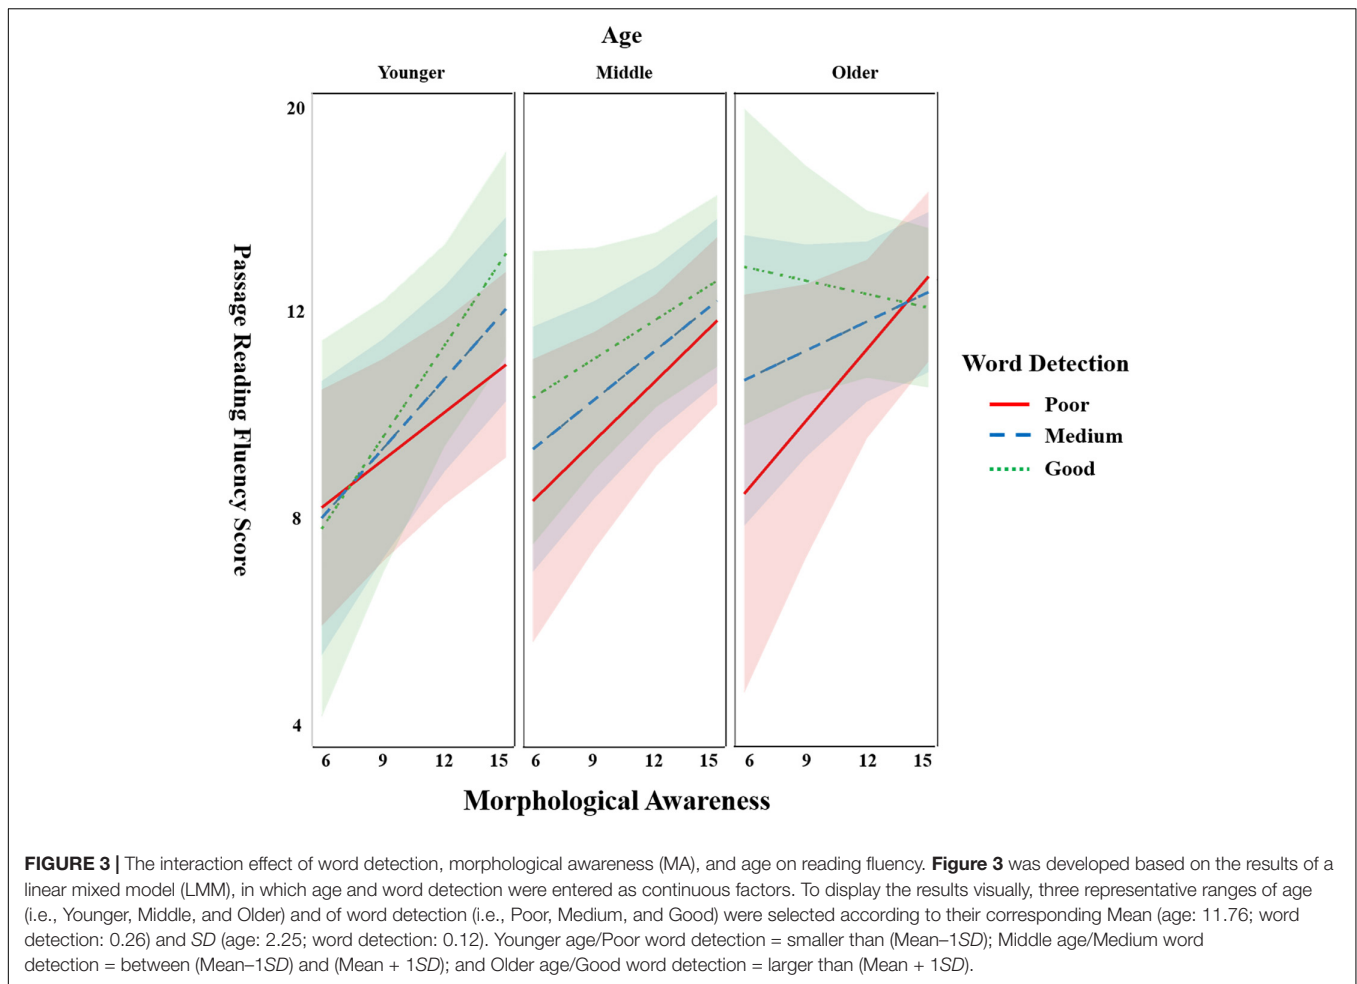 Age
Younger Middle Older
20
12
8
4
Passage Reading Fluency Score
6 9 12 15 6 9 12 15 6 9 12 15
Morphological Awareness
Word Detection
Poor
Medium
Good
FIGURE 3 | The interaction effect of word detection, morphological awareness (MA), and age on reading fluency. Figure 3 was developed based on the results of a
linear mixed model (LMM), in which age and word detection were entered as continuous factors. To display the results visually, three representative ranges of age
(i.e., Younger, Middle, and Older) and of word detection (i.e., Poor, Medium, and Good) were selected according to their corresponding Mean (age: 11.76; word
detection: 0.26) and SD (age: 2.25; word detection: 0.12). Younger age/Poor word detection = smaller than (Mean–1SD); Middle age/Medium word
detection = between (Mean–1SD) and (Mean + 1SD); and Older age/Good word detection = larger than (Mean + 1SD).